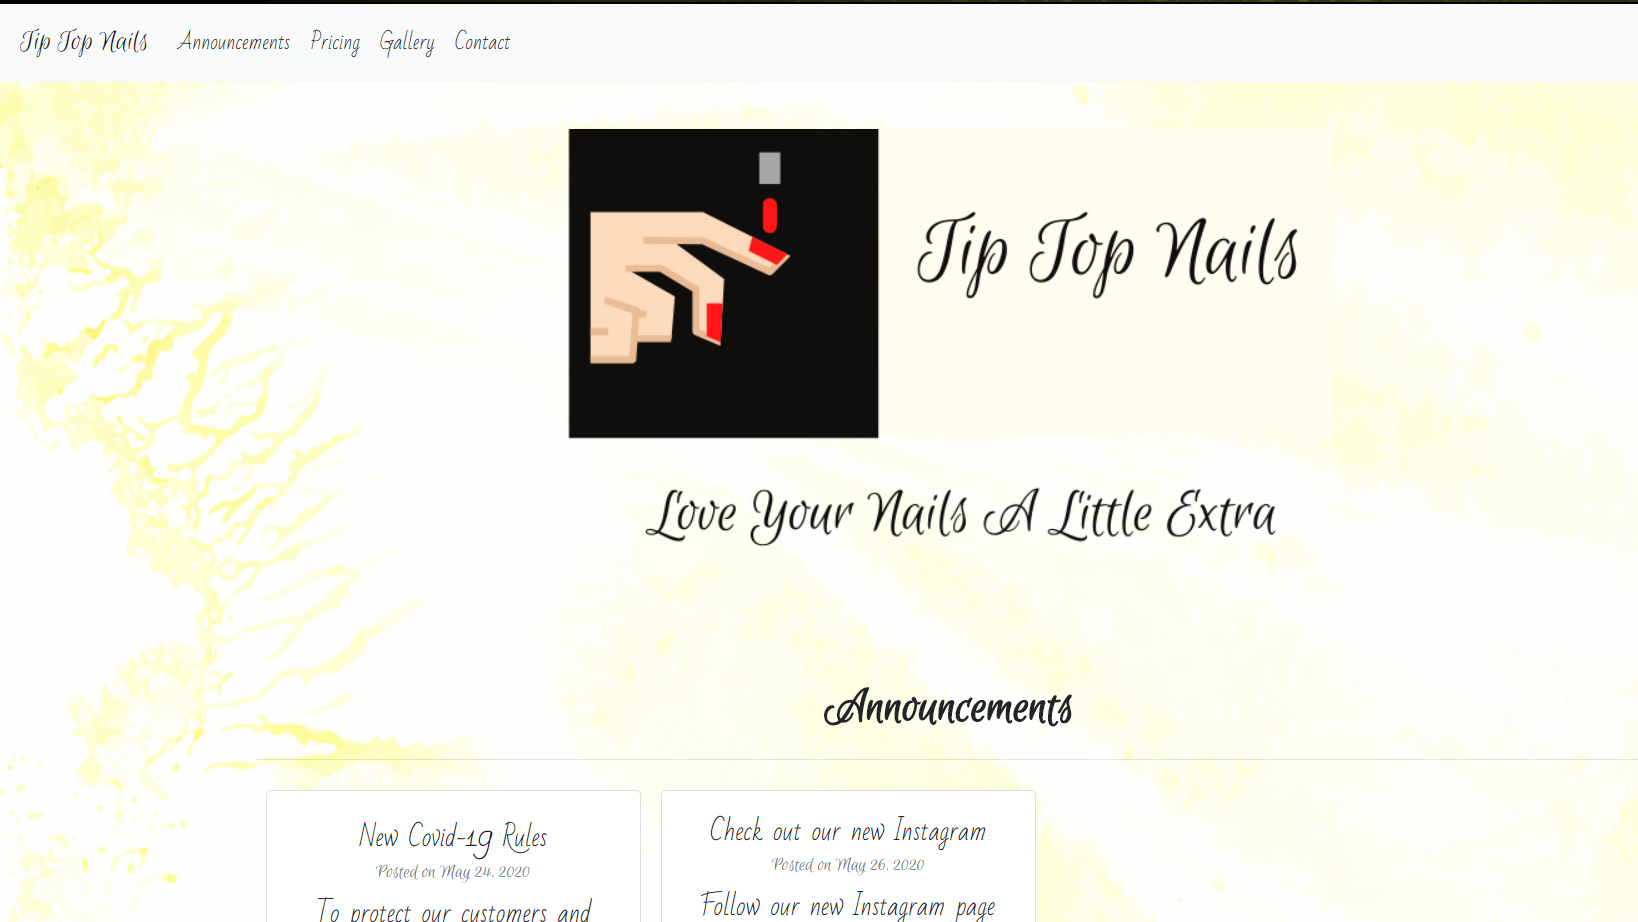 Tip Top Nails Announcements Pricing Gallery Contact
Tip Top Nails
Love Your Nails A Little Extra
Announcements
New Covid-19 Rules
Posted on May 24, 2020
To protect our customers and
Check out our new Instagram
Posted on May 26, 2020
Follow our new Instagram page